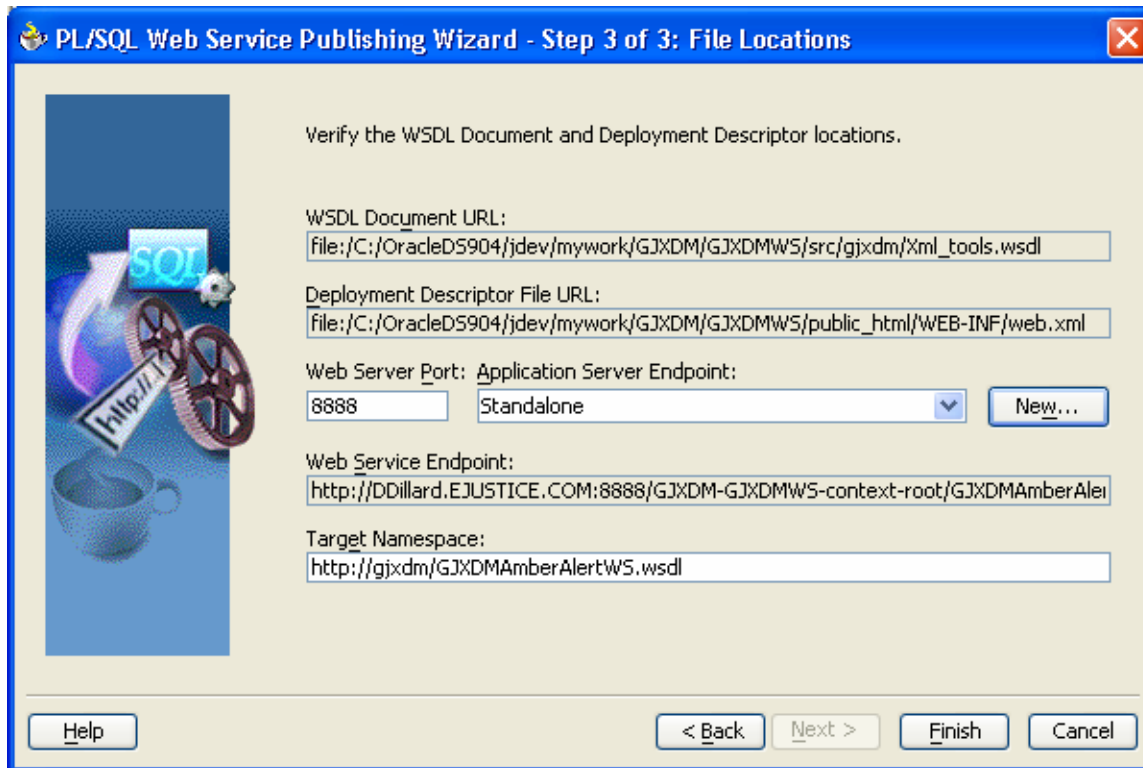 PL/SQL Web Service Publishing Wizard - Step 3 of 3: File Locations
Verify the WSDL Document and Deployment Descriptor locations.
WSDL Document URL:
file:/C:/OracleDS904/jdev/mywork/GJXDM/GJXDMWS/src/gjxdm/Xml_tools.wsdl
Deployment Descriptor File URL:
file:/C:/OracleDS904/jdev/mywork/GJXDM/GJXDMWS/public_html/WEB-INF/web.xml
Web Server Port: Application Server Endpoint:
8888 Standalone New...
Web Service Endpoint:
http://DDillard.EJUSTICE.COM:8888/GJXDM-GJXDMWS-context-root/GJXDMAmberAler
Target Namespace:
http://gjxdm/GJXDMAmberAlertWS.wsdl
SQL
http://
Help < Back Next > Finish Cancel